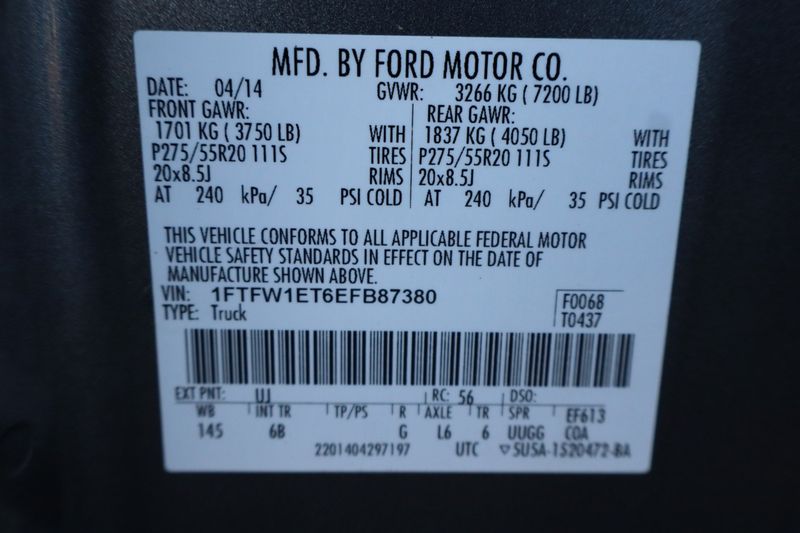 MFD. BY FORD MOTOR CO.
DATE: 04/14 GVWR: 3266 KG ( 7200 LB)
FRONT GAWR: REAR GAWR:
1701 KG ( 3750 LB) WITH 1837 KG ( 4050 LB) WITH
P275/55R20 111S TIRES P275/55R20 111S TIRES
20x8.5J RIMS 20x8.5J RIMS
AT 240 kPa/ 35 PSI COLD AT 240 kPa/ 35 PSI COLD
THIS VEHICLE CONFORMS TO ALL APPLICABLE FEDERAL MOTOR
VEHICLE SAFETY STANDARDS IN EFFECT ON THE DATE OF
MANUFACTURE SHOWN ABOVE.
VIN: 1FTFW1ET6EFB87380 F0068
TYPE: Truck T0437
EXT PNT: UJ RC: 56 DSO:
WB INT TR TP/PS R AXLE TR SPR EF613
145 6B G L6 6 UUGG COA
2201404297197 UTC ▽SU5A-1520472-BA